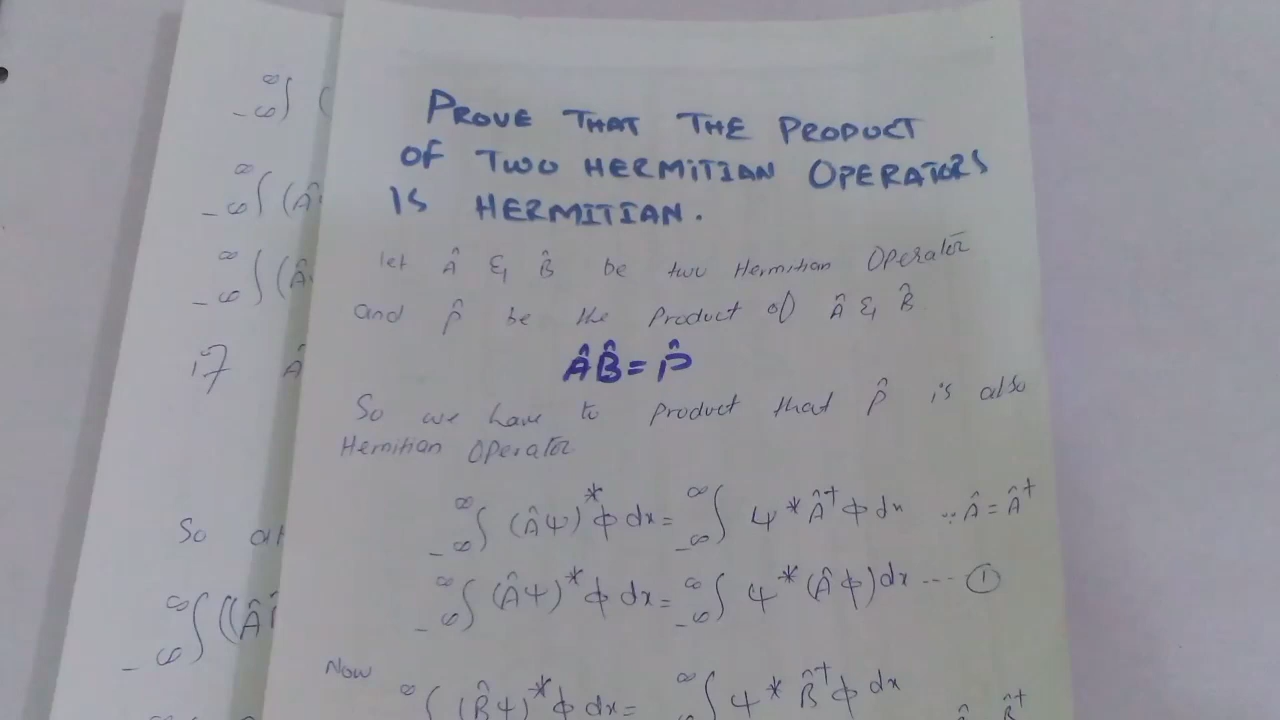 PROVE THAT THE PRODUCT
OF TWO HERMITIAN OPERATORS
IS HERMITIAN.
let Â & B̂ be two Hermitian Operator
and P̂ be the Product of Â & B̂
ÂB̂ = P̂
So we have to Product that P̂ is also
Hemitian Operator
-∞∫∞ (Âψ)*ϕ dx = -∞∫∞ ψ*Â†ϕ dx ∵ Â = Â†
-∞∫∞ (Âψ)*ϕ dx = -∞∫∞ ψ*(Âϕ)dx --- ①
Now
∞∫ (B̂ψ)*ϕ dx = ∞∫ ψ* B̂†ϕ dx
B̂†
∞
-∞∫ (
∞
-∞∫ (Â
∞
-∞∫ (Â
if Â
So
∞
-∞∫ ((Â